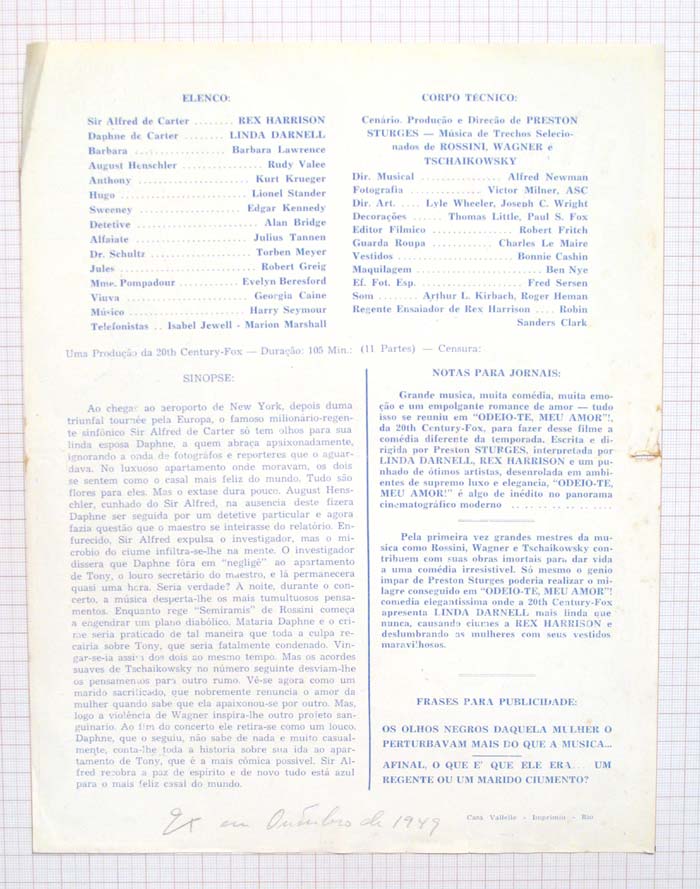 ELENCO:
Sir Alfred de Carter ........ REX HARRISON
Daphne de Carter ........ LINDA DARNELL
Barbara .................. Barbara Lawrence
August Henschler .............. Rudy Valee
Anthony .................... Kurt Krueger
Hugo ...................... Lionel Stander
Sweeney .................. Edgar Kennedy
Detetive .................... Alan Bridge
Alfaiate .................... Julius Tannen
Dr. Schultz ................ Torben Meyer
Jules ...................... Robert Greig
Mme. Pompadour ........ Evelyn Beresford
Viuva .................... Georgia Caine
Músico .................... Harry Seymour
Telefonistas .. Isabel Jewell - Marion Marshall
CORPO TÉCNICO:
Cenário. Produção e Direcão de PRESTON
STURGES — Música de Trechos Selecio-
nados de ROSSINI, WAGNER e
TSCHAIKOWSKY
Dir. Musical .............. Alfred Newman
Fotografia .............. Victor Milner, ASC
Dir. Art. .... Lyle Wheeler, Joseph C. Wright
Decorações ...... Thomas Little, Paul S. Fox
Editor Filmico .............. Robert Fritch
Guarda Roupa .......... Charles Le Maire
Vestidos .................. Bonnie Cashin
Maquilagem .................... Ben Nye
Ef. Fot. Esp. ................ Fred Sersen
Som ........ Arthur L. Kirbach, Roger Heman
Regente Ensaiador de Rex Harrison .... Robin
Sanders Clark
Uma Produção da 20th Century-Fox — Duração: 105 Min.: (11 Partes) — Censura:
SINOPSE:
Ao chegar ao aeroporto de New York, depois duma
triunfal tournée pela Europa, o famoso milionário-regen-
te sinfônico Sir Alfred de Carter só tem olhos para sua
linda esposa Daphne, a quem abraça apaixonadamente,
ignorando a onda de fotografos e reporteres que o aguar-
dava. No luxuoso apartamento onde moravam, os dois
se sentem como o casal mais feliz do mundo. Tudo são
flores para eles. Mas o extase dura pouco. August Hens-
chler, cunhado do Sir Alfred, na ausencia deste fizera
Daphne ser seguida por um detetive particular e agora
fazia questão que o maestro se inteirasse do relatório. En-
furecido, Sir Alfred expulsa o investigador, mas o mi-
crobio do ciume infiltra-se-lhe na mente. O investigador
dissera que Daphne fôra em "negligé" ao apartamento
de Tony, o louro secretário do maestro, e lá permanecera
quasi uma hora. Seria verdade? À noite, durante o con-
certo, a música desperta-lhe os mais tumultuosos pensa-
mentos. Enquanto rege "Semiramis" de Rossini começa
a engendrar um plano diabólico. Mataria Daphne e o cri-
me seria praticado de tal maneira que toda a culpa re-
cairia sobre Tony, que seria fatalmente condenado. Vin-
gar-se-ia assim dos dois ao mesmo tempo. Mas os acordes
suaves de Tschaikowsky no número seguinte desviam-lhe
os pensamentos para outro rumo. Vê-se agora como um
marido sacrificado, que nobremente renuncia o amor da
mulher quando sabe que ela apaixonou-se por outro. Mas,
logo a violência de Wagner inspira-lhe outro projeto san-
guinario. Ao fim do concerto ele retira-se como um louco.
Daphne, que o seguiu, não sabe de nada e muito casual-
mente, conta-lhe toda a historia sobre sua ida ao apar-
tamento de Tony, que é a mais cômica possivel. Sir Al-
fred recobra a paz de espírito e de novo tudo está azul
para o mais feliz casal do mundo.
NOTAS PARA JORNAIS:
Grande musica, muita comédia, muita emo-
ção e um empolgante romance de amor — tudo
isso se reuniu em "ODEIO-TE, MEU AMOR"!,
da 20th Century-Fox, para fazer desse filme a
comédia diferente da temporada. Escrita e di-
rigida por Preston STURGES, interpretada por
LINDA DARNELL, REX HARRISON e um pu-
nhado de ótimos artistas, desenrolada em ambi-
entes de supremo luxo e elegancia, "ODEIO-TE,
MEU AMOR!" é algo de inédito no panorama
cinematográfico moderno ................
Pela primeira vez grandes mestres da mu-
sica como Rossini, Wagner e Tschaikowsky con-
tribuem com suas obras imortais para dar vida
a uma comédia irresistivel. Só mesmo o genio
impar de Preston Sturges poderia realizar o mi-
lagre conseguido em "ODEIO-TE, MEU AMOR"!
comedia elegantissima onde a 20th Century-Fox
apresenta LINDA DARNELL mais linda que
nunca, causando ciumes a REX HARRISON e
deslumbrando as mulheres com seus vestidos
maravilhosos.
FRASES PARA PUBLICIDADE:
OS OLHOS NEGROS DAQUELA MULHER O
PERTURBAVAM MAIS DO QUE A MUSICA...
AFINAL, O QUE E' QUE ELE ERA... UM
REGENTE OU UM MARIDO CIUMENTO?
Ex em Outubro de 1949
Casa Vallelle - Imprimiu - Rio